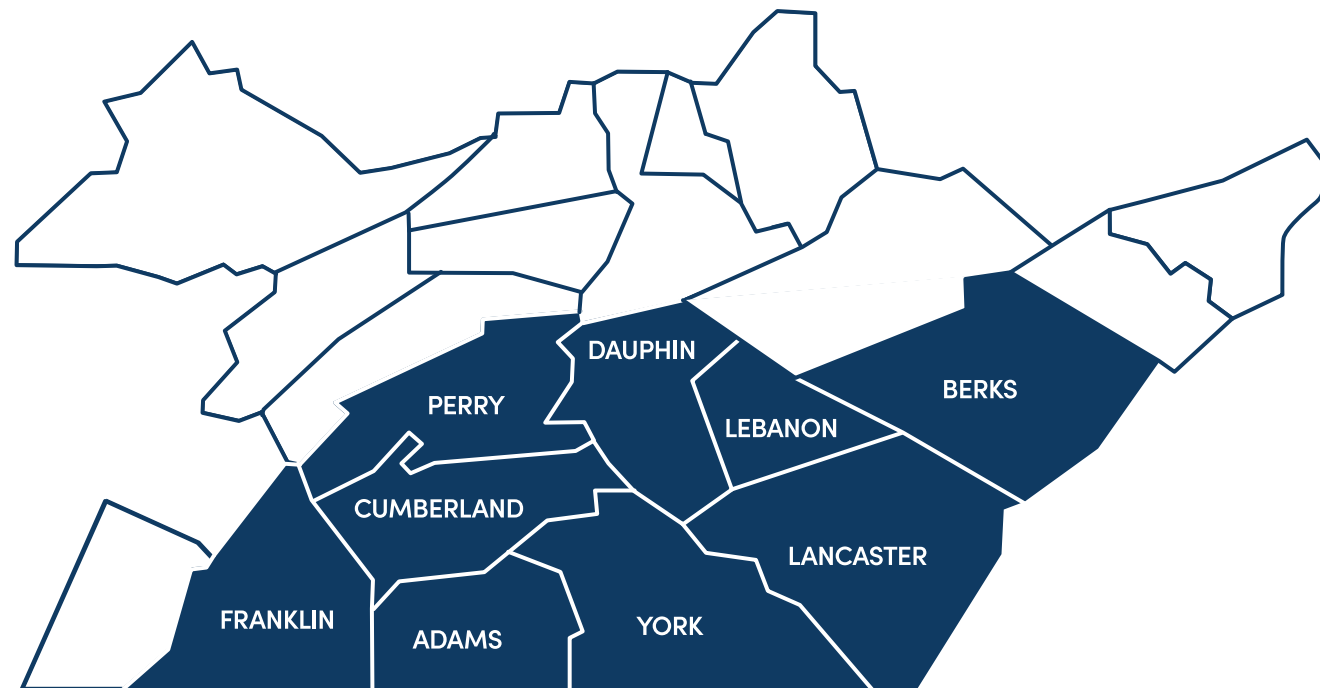 DAUPHIN
BERKS
PERRY
LEBANON
CUMBERLAND
LANCASTER
FRANKLIN
YORK
ADAMS